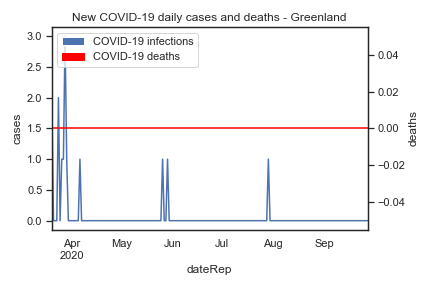 New COVID-19 daily cases and deaths - Greenland
COVID-19 infections
COVID-19 deaths
3.0
2.5
2.0
1.5
1.0
0.5
0.0
cases
0.04
0.02
0.00
−0.02
−0.04
deaths
Apr May Jun Jul Aug Sep
2020
dateRep